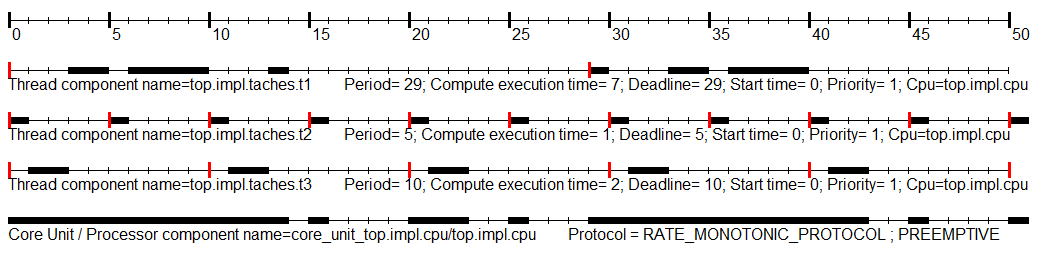 0 5 10 15 20 25 30 35 40 45 50
Thread component name=top.impl.taches.t1 Period= 29; Compute execution time= 7; Deadline= 29; Start time= 0; Priority= 1; Cpu=top.impl.cpu
Thread component name=top.impl.taches.t2 Period= 5; Compute execution time= 1; Deadline= 5; Start time= 0; Priority= 1; Cpu=top.impl.cpu
Thread component name=top.impl.taches.t3 Period= 10; Compute execution time= 2; Deadline= 10; Start time= 0; Priority= 1; Cpu=top.impl.cpu
Core Unit / Processor component name=core_unit_top.impl.cpu/top.impl.cpu Protocol = RATE_MONOTONIC_PROTOCOL ; PREEMPTIVE